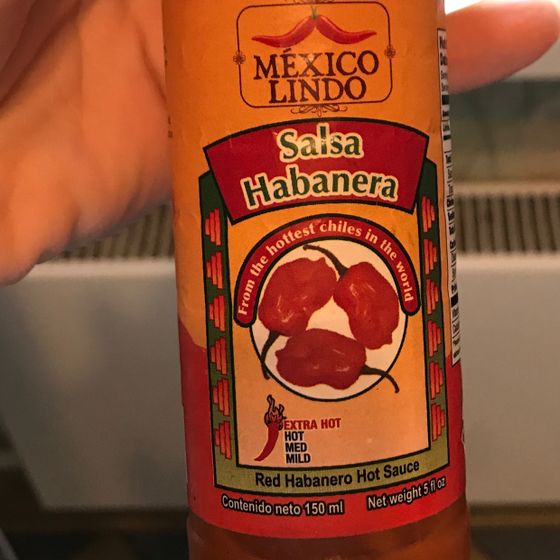 MÉXICO
LINDO
Salsa
Habanera
From the hottest chiles in the world
EXTRA HOT
HOT
MED
MILD
Red Habanero Hot Sauce
Contenido neto 150 ml Net weight 5 fl oz